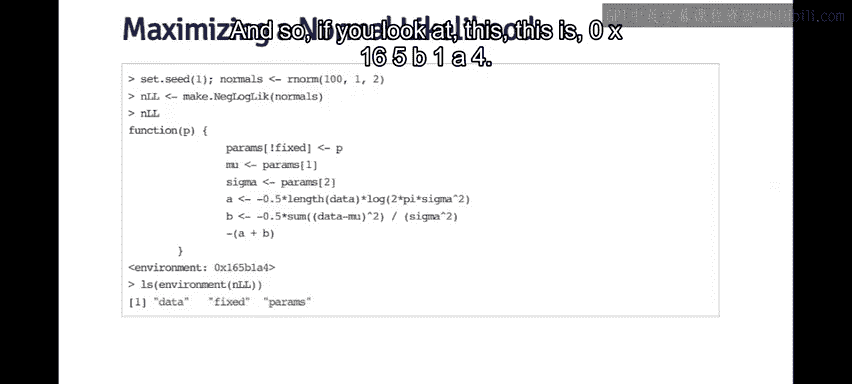 Maximizing a Normal Likelihood
And so, if you look at, this, this is, 0 x
16 5 b 1 a 4.
> set.seed(1); normals <- rnorm(100, 1, 2)
> nLL <- make.NegLogLik(normals)
> nLL
function(p) {
params[!fixed] <- p
mu <- params[1]
sigma <- params[2]
a <- -0.5*length(data)*log(2*pi*sigma^2)
b <- -0.5*sum((data-mu)^2) / (sigma^2)
-(a + b)
}
<environment: 0x165b1a4>
> ls(environment(nLL))
[1] "data" "fixed" "params"